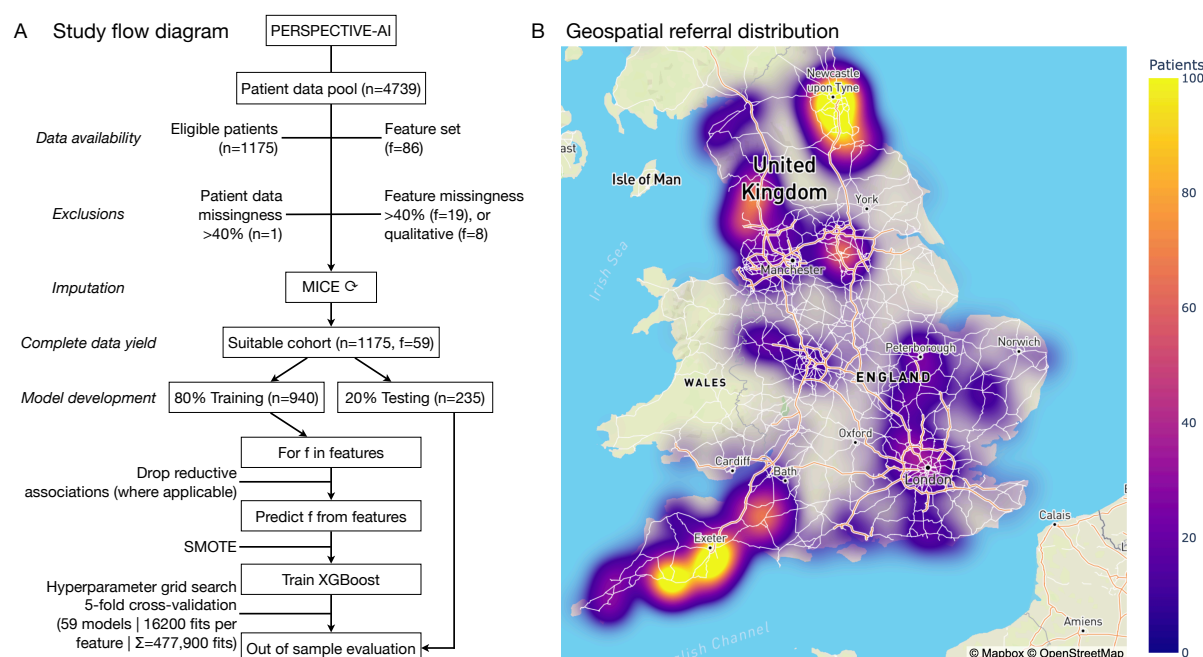 A Study flow diagram
PERSPECTIVE-AI
Patient data pool (n=4739)
Data availability
Eligible patients
(n=1175)
Feature set
(f=86)
Exclusions
Patient data
missingness
>40% (n=1)
Feature missingness
>40% (f=19), or
qualitative (f=8)
Imputation
MICE ⟳
Complete data yield
Suitable cohort (n=1175, f=59)
Model development
80% Training (n=940)
20% Testing (n=235)
For f in features
Drop reductive
associations (where applicable)
Predict f from features
SMOTE
Train XGBoost
Hyperparameter grid search
5-fold cross-validation
(59 models | 16200 fits per
feature | Σ=477,900 fits)
Out of sample evaluation
B Geospatial referral distribution
Newcastle
upon Tyne
ast
Isle of Man
United
Kingdom
York
Irish Sea
Manchester
Peterborough
Norwich
WALES
ENGLAND
Oxford
Cardiff
Bath
London
Exeter
Calais
Amiens
glish Channel
© Mapbox © OpenStreetMap
Patients
100
80
60
40
20
0